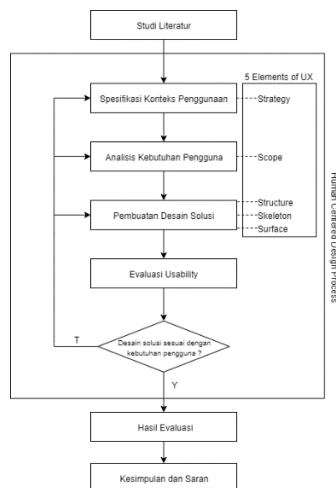 Studi Literatur
5 Elements of UX
Spesifikasi Konteks Penggunaan
Strategy
Analisis Kebutuhan Pengguna
Scope
Structure
Pembuatan Desain Solusi
Skeleton
Surface
Human Centered Design Process
Evaluasi Usability
T
Desain solusi sesuai dengan
kebutuhan pengguna ?
Y
Hasil Evaluasi
Kesimpulan dan Saran